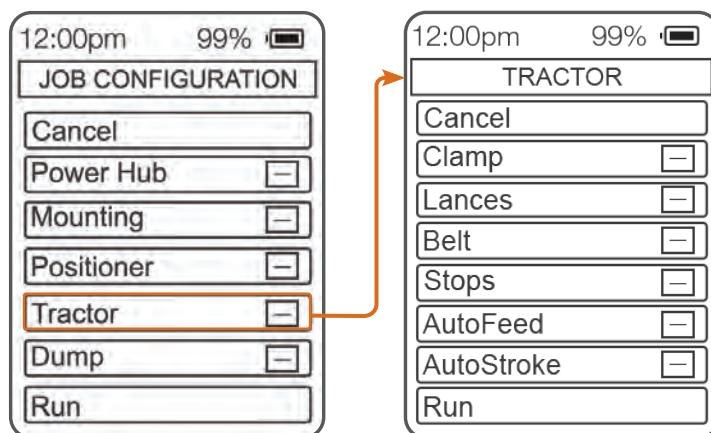 12:00pm 99%
JOB CONFIGURATION
Cancel
Power Hub
Mounting
Positioner
Tractor
Dump
Run
12:00pm 99%
TRACTOR
Cancel
Clamp
Lances
Belt
Stops
AutoFeed
AutoStroke
Run